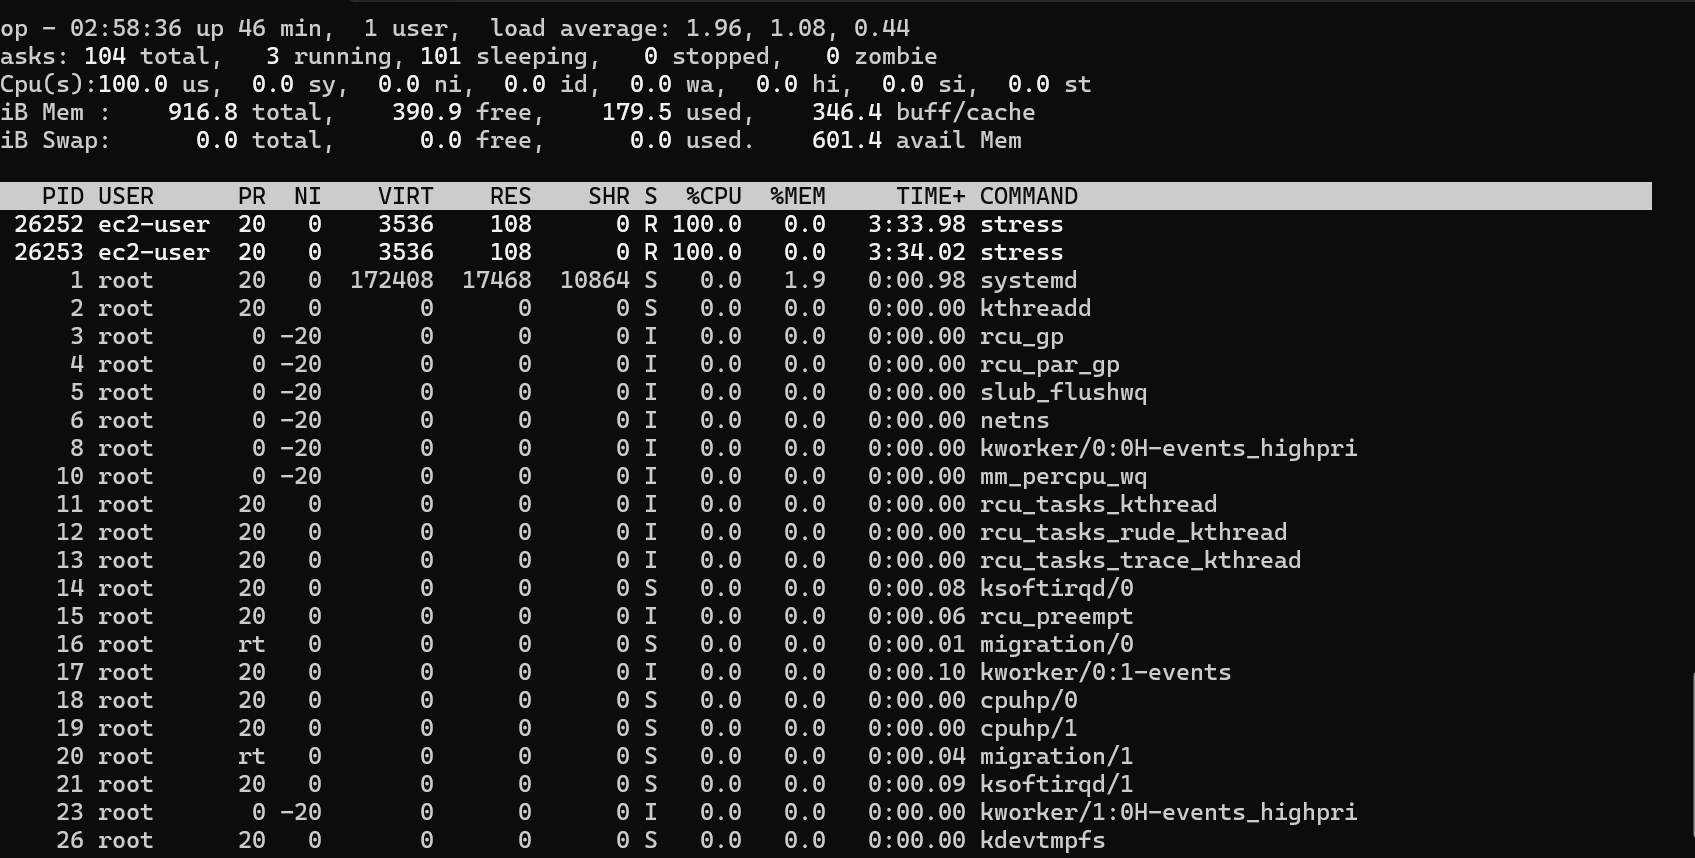 op - 02:58:36 up 46 min,  1 user,  load average: 1.96, 1.08, 0.44
asks: 104 total,   3 running, 101 sleeping,   0 stopped,   0 zombie
Cpu(s):100.0 us,  0.0 sy,  0.0 ni,  0.0 id,  0.0 wa,  0.0 hi,  0.0 si,  0.0 st
iB Mem :    916.8 total,    390.9 free,    179.5 used,    346.4 buff/cache
iB Swap:      0.0 total,      0.0 free,      0.0 used.    601.4 avail Mem
PID USER      PR  NI    VIRT    RES    SHR S  %CPU  %MEM     TIME+ COMMAND
26252 ec2-user  20   0    3536    108      0 R 100.0   0.0   3:33.98 stress
26253 ec2-user  20   0    3536    108      0 R 100.0   0.0   3:34.02 stress
1 root      20   0  172408  17468  10864 S   0.0   1.9   0:00.98 systemd
2 root      20   0       0      0      0 S   0.0   0.0   0:00.00 kthreadd
3 root       0 -20       0      0      0 I   0.0   0.0   0:00.00 rcu_gp
4 root       0 -20       0      0      0 I   0.0   0.0   0:00.00 rcu_par_gp
5 root       0 -20       0      0      0 I   0.0   0.0   0:00.00 slub_flushwq
6 root       0 -20       0      0      0 I   0.0   0.0   0:00.00 netns
8 root       0 -20       0      0      0 I   0.0   0.0   0:00.00 kworker/0:0H-events_highpri
10 root       0 -20       0      0      0 I   0.0   0.0   0:00.00 mm_percpu_wq
11 root      20   0       0      0      0 I   0.0   0.0   0:00.00 rcu_tasks_kthread
12 root      20   0       0      0      0 I   0.0   0.0   0:00.00 rcu_tasks_rude_kthread
13 root      20   0       0      0      0 I   0.0   0.0   0:00.00 rcu_tasks_trace_kthread
14 root      20   0       0      0      0 S   0.0   0.0   0:00.08 ksoftirqd/0
15 root      20   0       0      0      0 I   0.0   0.0   0:00.06 rcu_preempt
16 root      rt   0       0      0      0 S   0.0   0.0   0:00.01 migration/0
17 root      20   0       0      0      0 I   0.0   0.0   0:00.10 kworker/0:1-events
18 root      20   0       0      0      0 S   0.0   0.0   0:00.00 cpuhp/0
19 root      20   0       0      0      0 S   0.0   0.0   0:00.00 cpuhp/1
20 root      rt   0       0      0      0 S   0.0   0.0   0:00.04 migration/1
21 root      20   0       0      0      0 S   0.0   0.0   0:00.09 ksoftirqd/1
23 root       0 -20       0      0      0 I   0.0   0.0   0:00.00 kworker/1:0H-events_highpri
26 root      20   0       0      0      0 S   0.0   0.0   0:00.00 kdevtmpfs